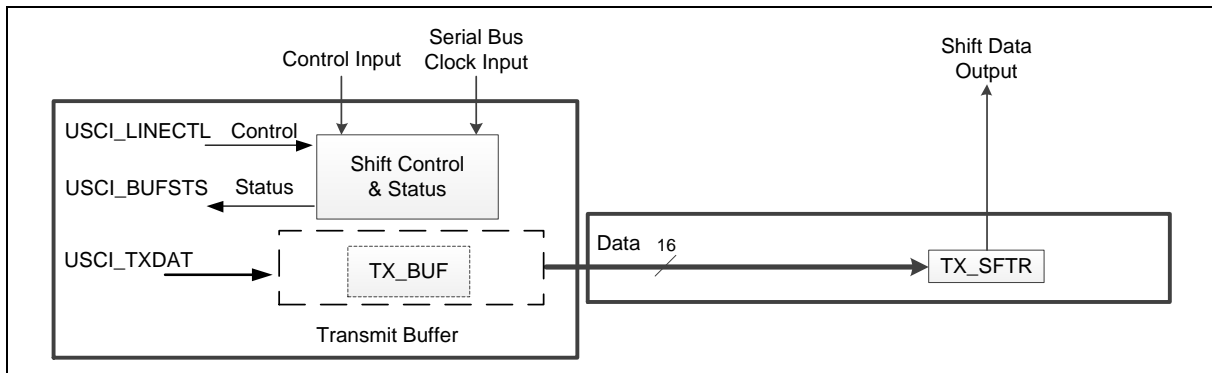 Control Input
Serial Bus
Clock Input
Shift Data
Output
USCI_LINECTL Control
Shift Control
& Status
USCI_BUFSTS Status
USCI_TXDAT
TX_BUF
Transmit Buffer
Data 16
TX_SFTR